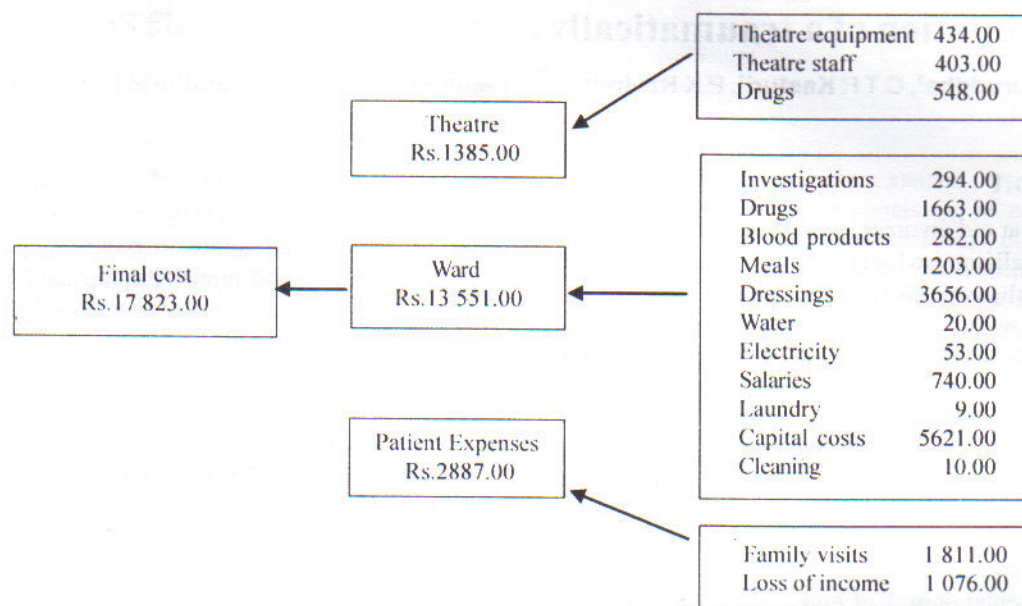 Theatre equipment 434.00
Theatre staff 403.00
Drugs 548.00
Theatre
Rs.1385.00
Investigations 294.00
Drugs 1663.00
Blood products 282.00
Meals 1203.00
Dressings 3656.00
Water 20.00
Electricity 53.00
Salaries 740.00
Laundry 9.00
Capital costs 5621.00
Cleaning 10.00
Final cost
Rs.17 823.00
Ward
Rs.13 551.00
Patient Expenses
Rs.2887.00
Family visits 1 811.00
Loss of income 1 076.00